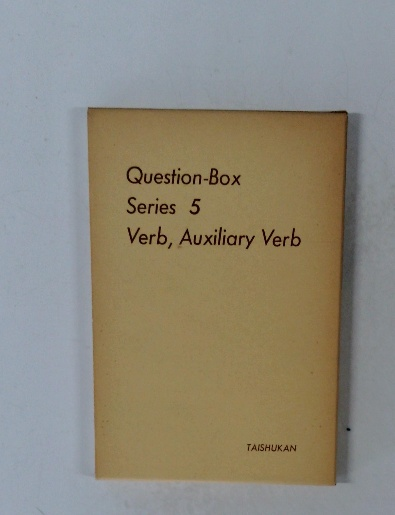 Question-Box
Series 5
Verb, Auxiliary Verb
TAISHUKAN